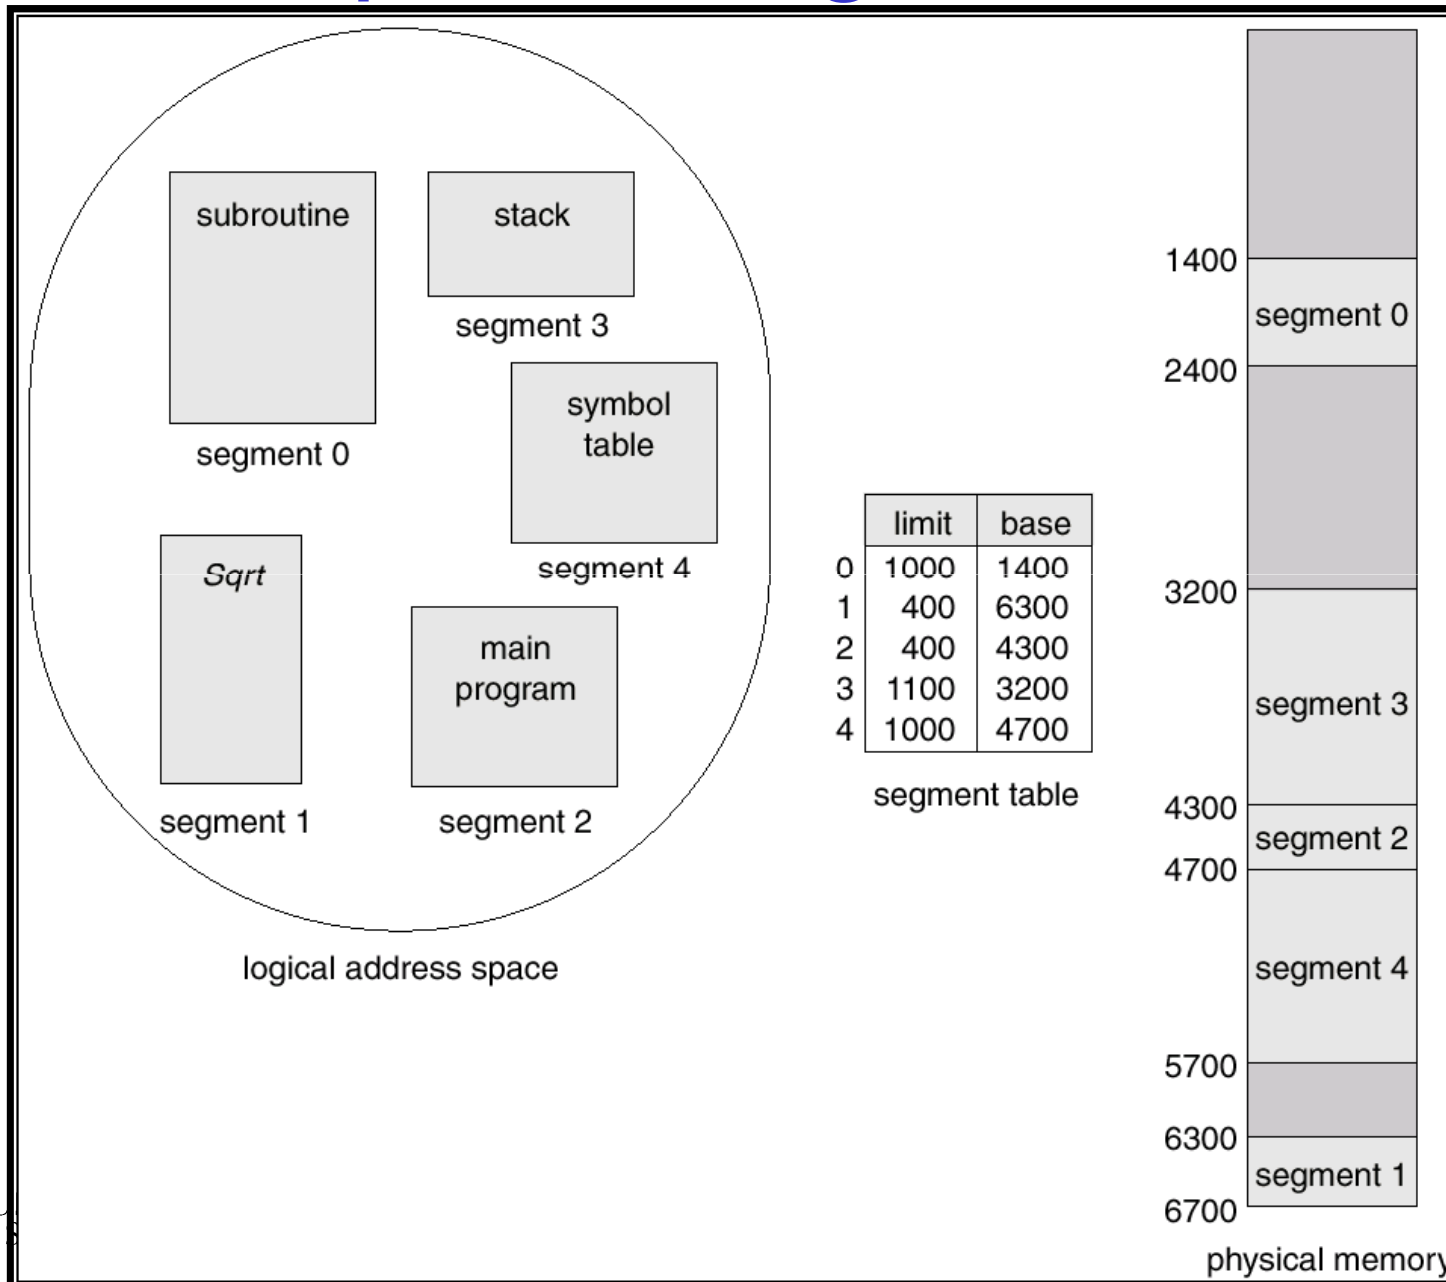 subroutine
segment 0
stack
segment 3
symbol
table
segment 4
Sqrt
segment 1
main
program
segment 2
logical address space
limit base
0 1000 1400
1 400 6300
2 400 4300
3 1100 3200
4 1000 4700
segment table
1400
segment 0
2400
3200
segment 3
4300
segment 2
4700
segment 4
5700
6300
segment 1
6700
physical memory